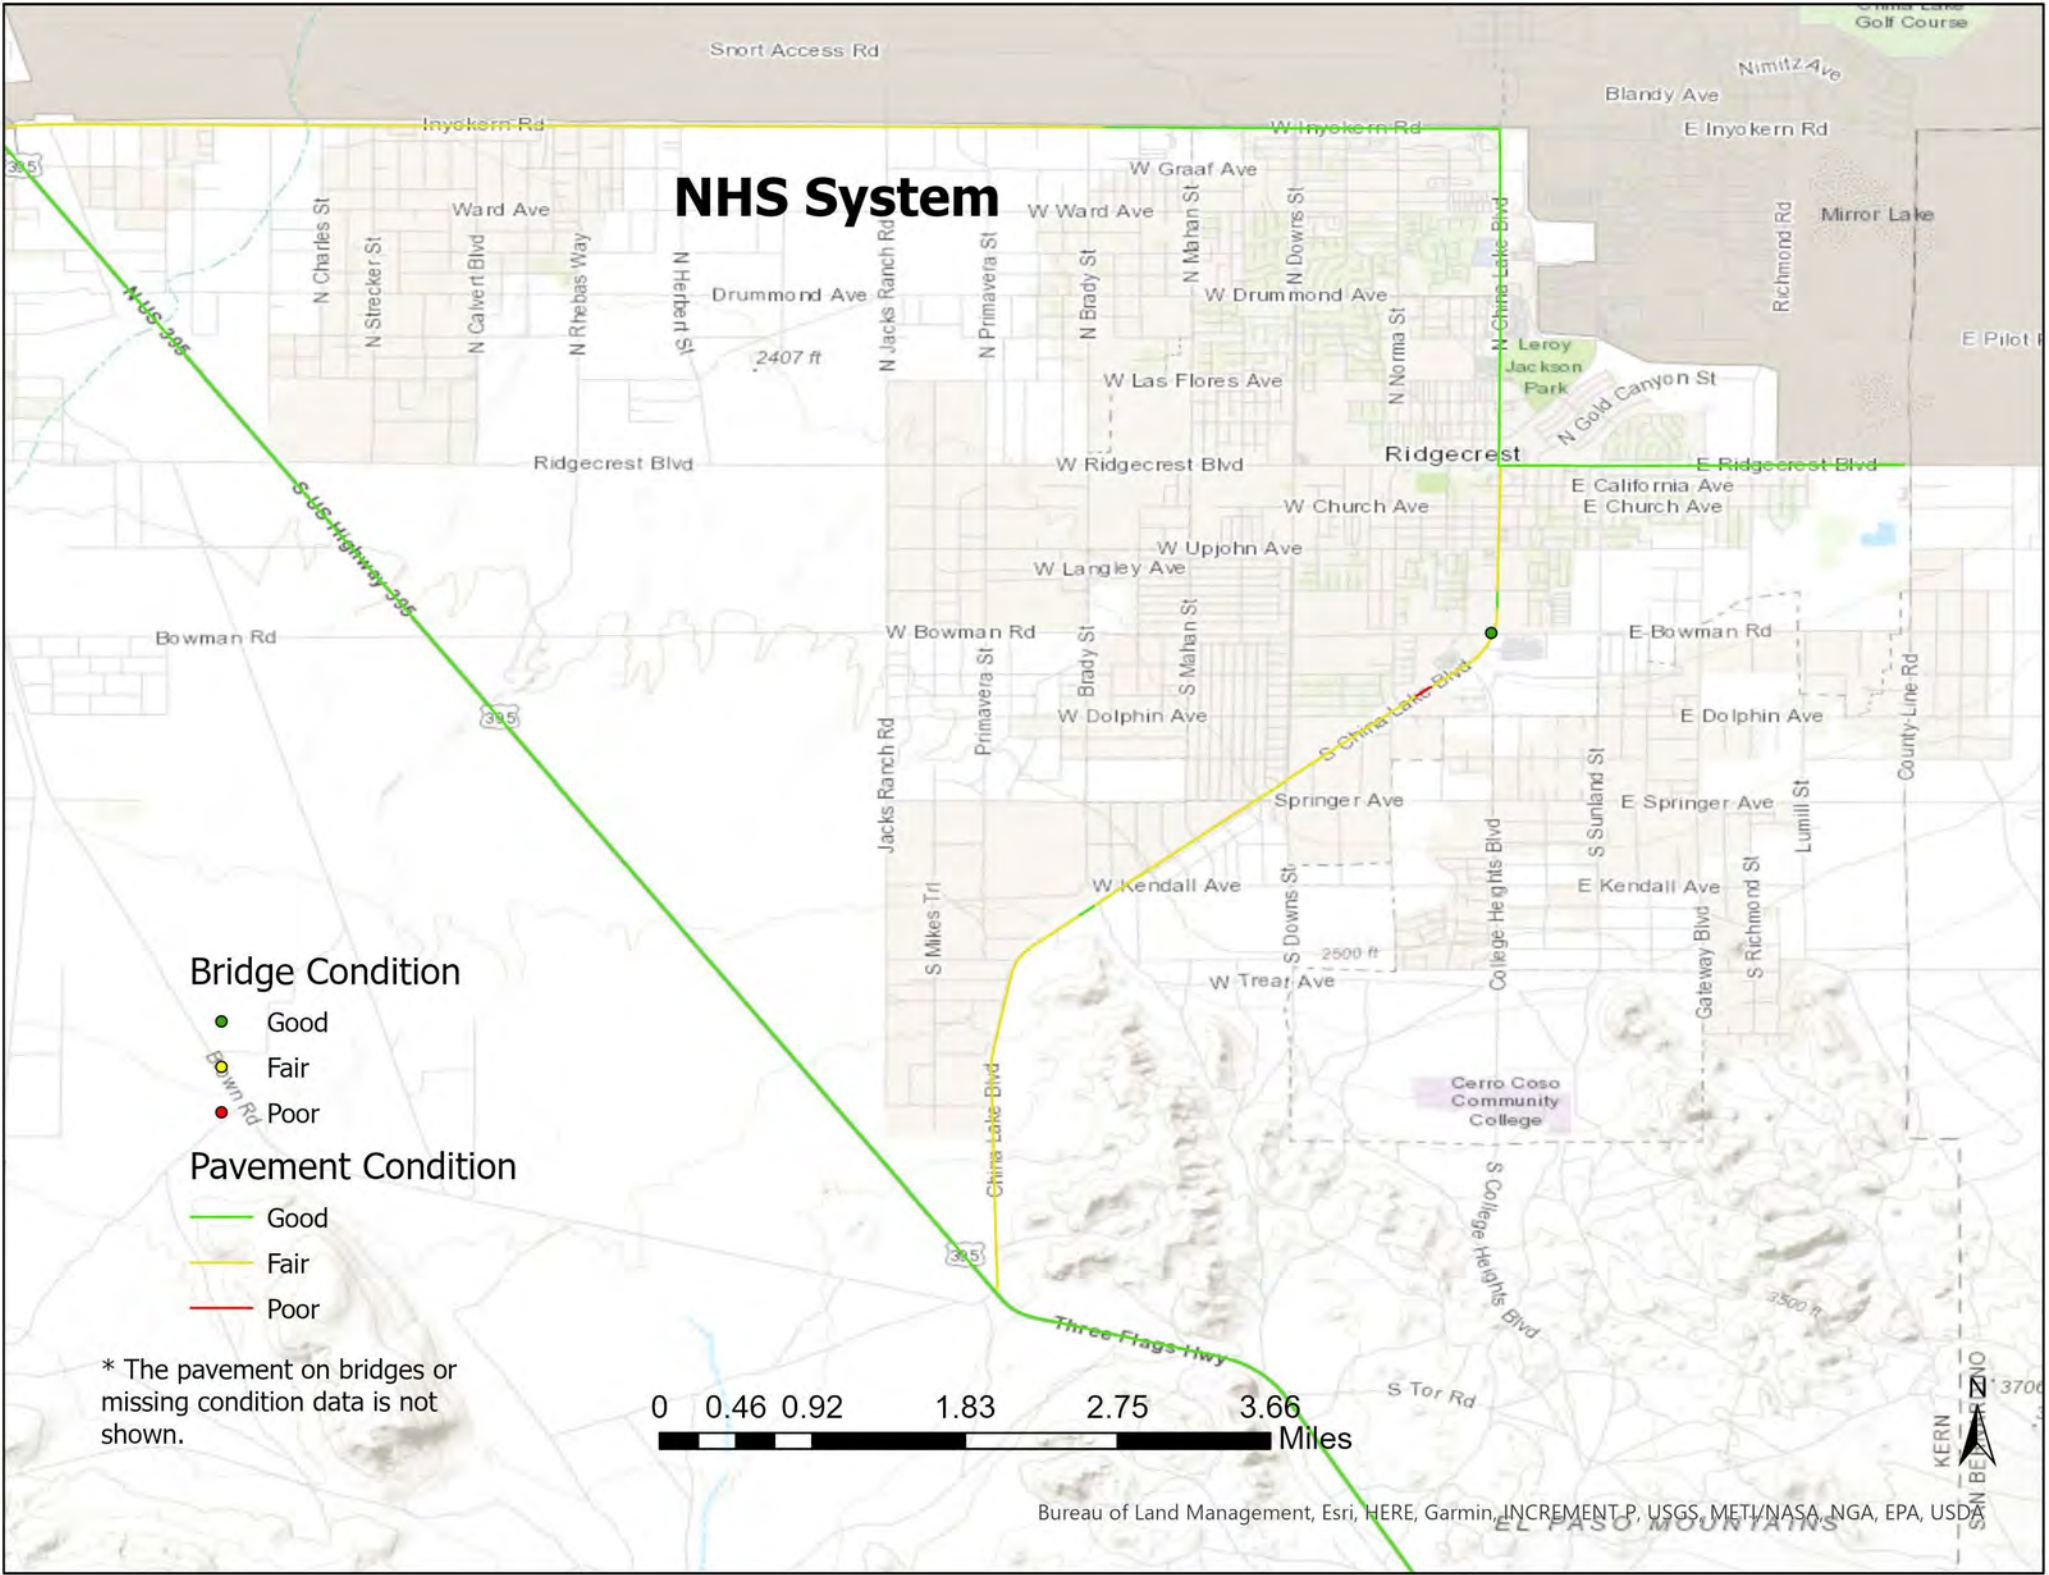 China Lake
Golf Course
Snort Access Rd
Nimitz Ave
Blandy Ave
Inyokern Rd
W Inyokern Rd
E Inyokern Rd
395
W Graaf Ave
NHS System
Ward Ave
W Ward Ave
Mirror Lake
N Charles St
N Strecker St
N Calvert Blvd
N Rhebas Way
N Herbert St
N Jacks Ranch Rd
N Primavera St
N Brady St
N Mahan St
N Downs St
N China Lake Blvd
Richmond Rd
N US 395
Drummond Ave
W Drummond Ave
N Norma St
E Pilot
2407 ft
Leroy
Jackson
Park
W Las Flores Ave
N Gold Canyon St
Ridgecrest
Ridgecrest Blvd
W Ridgecrest Blvd
E Ridgecrest Blvd
E California Ave
S US Highway 395
W Church Ave
E Church Ave
W Upjohn Ave
W Langley Ave
Bowman Rd
W Bowman Rd
E Bowman Rd
Primavera St
Brady St
S Mahan St
S China Lake Blvd
County-Line Rd
395
W Dolphin Ave
E Dolphin Ave
Jacks Ranch Rd
S Sunland St
Lumill St
Springer Ave
E Springer Ave
College Heights Blvd
W Kendall Ave
E Kendall Ave
S Mikes Trl
S Downs St
Gateway Blvd
S Richmond St
2500 ft
W Treat Ave
Bridge Condition
Good
Fair
Poor
Bown Rd
China Lake Blvd
Cerro Coso
Community
College
Pavement Condition
Good
Fair
Poor
S College Heights Blvd
395
3500 ft
Three Flags Hwy
* The pavement on bridges or
missing condition data is not
shown.
S Tor Rd
0 0.46 0.92 1.83 2.75 3.66
Miles
N
3706
KERN
SAN BERNARDINO
Bureau of Land Management, Esri, HERE, Garmin, INCREMENT P, USGS, METI/NASA, NGA, EPA, USDA
EL PASO MOUNTAINS